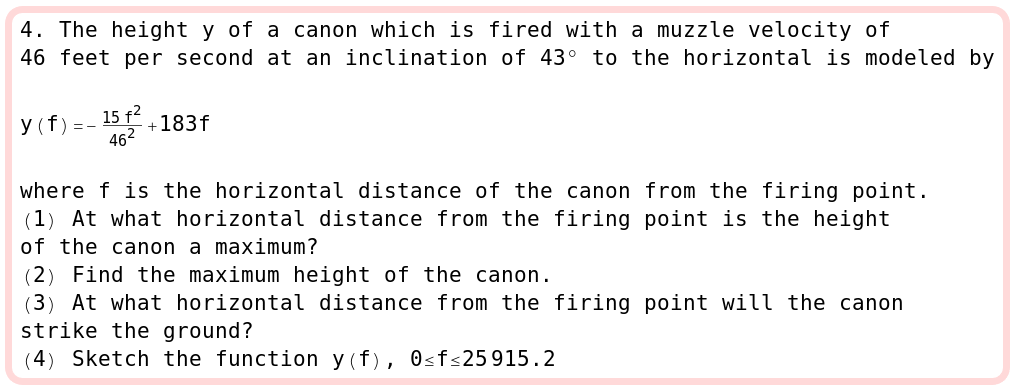 4. The height y of a canon which is fired with a muzzle velocity of
46 feet per second at an inclination of 43° to the horizontal is modeled by
y(f)=-\frac{15 f^2}{46^2}+183f
where f is the horizontal distance of the canon from the firing point.
(1) At what horizontal distance from the firing point is the height
of the canon a maximum?
(2) Find the maximum height of the canon.
(3) At what horizontal distance from the firing point will the canon
strike the ground?
(4) Sketch the function y(f), 0≤f≤25915.2